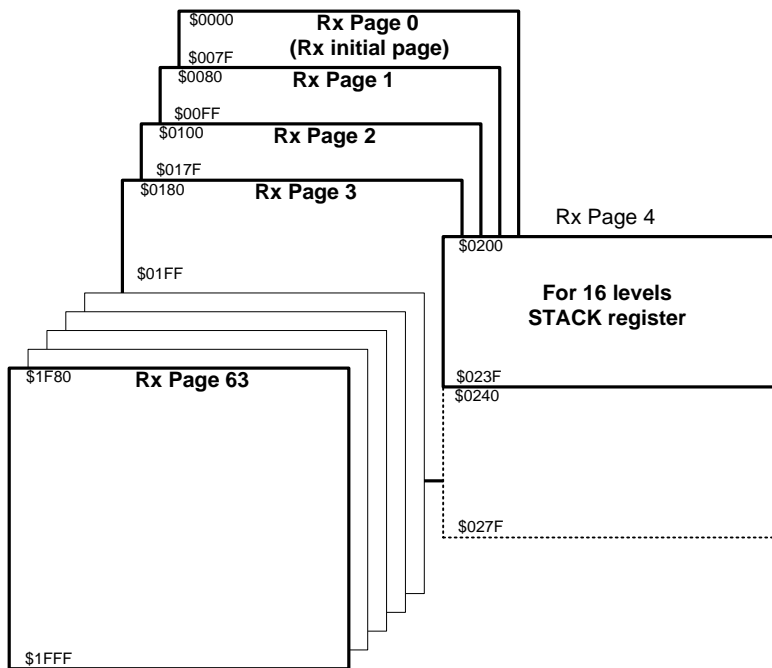 $0000
Rx Page 0
(Rx initial page)
$007F
$0080
Rx Page 1
$00FF
$0100
Rx Page 2
$017F
$0180
Rx Page 3
$01FF
Rx Page 4
$0200
For 16 levels
STACK register
$023F
$0240
$027F
$1F80
Rx Page 63
$1FFF